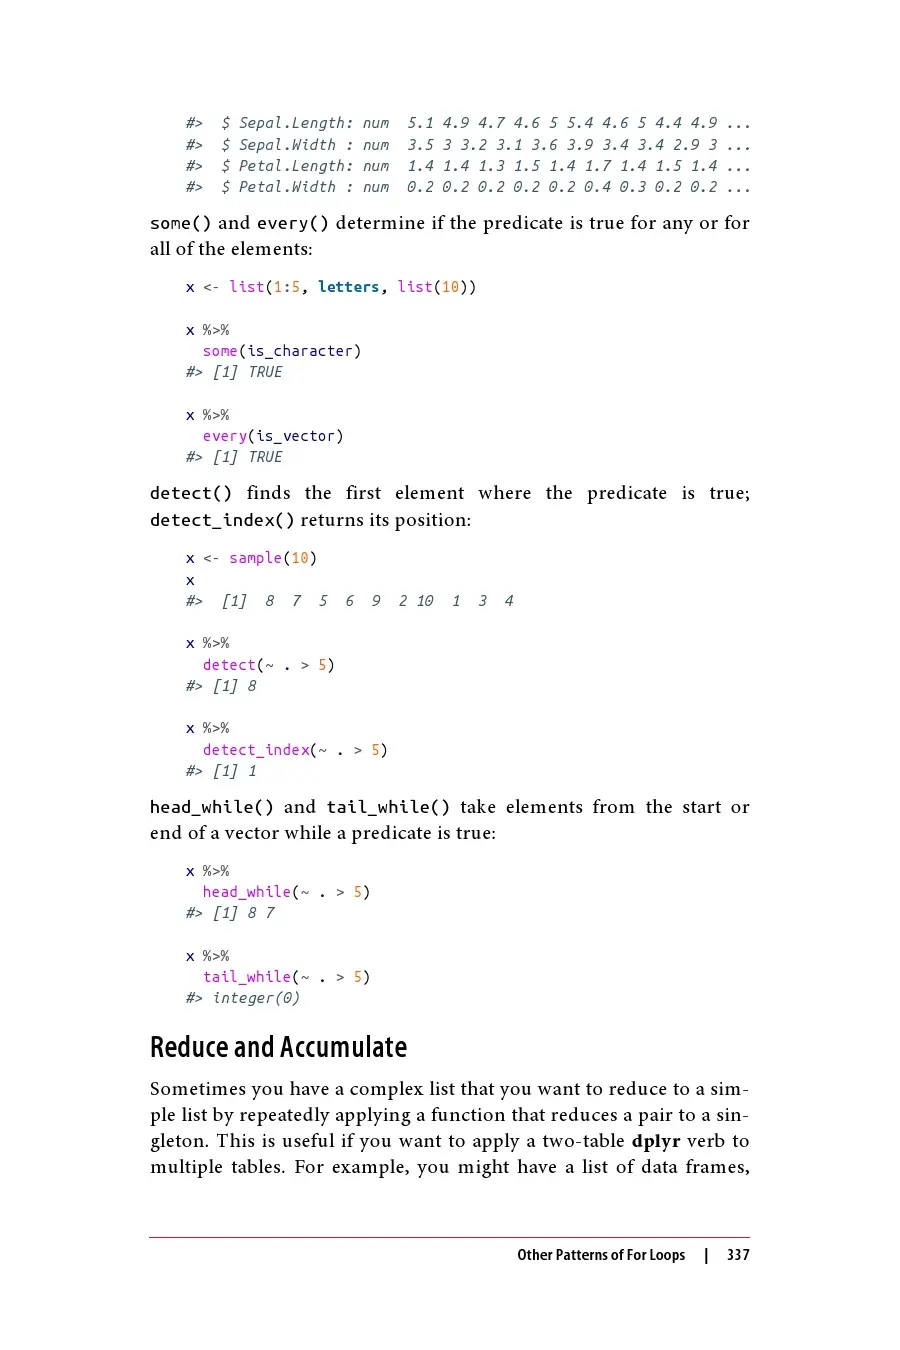 #>  $ Sepal.Length: num  5.1 4.9 4.7 4.6 5 5.4 4.6 5 4.4 4.9 ...
#>  $ Sepal.Width : num  3.5 3 3.2 3.1 3.6 3.9 3.4 3.4 2.9 3 ...
#>  $ Petal.Length: num  1.4 1.4 1.3 1.5 1.4 1.7 1.4 1.5 1.4 ...
#>  $ Petal.Width : num  0.2 0.2 0.2 0.2 0.2 0.4 0.3 0.2 0.2 ...
some() and every() determine if the predicate is true for any or for
all of the elements:
x <- list(1:5, letters, list(10))
x %>%
  some(is_character)
#> [1] TRUE
x %>%
  every(is_vector)
#> [1] TRUE
detect() finds the first element where the predicate is true;
detect_index() returns its position:
x <- sample(10)
x
#>  [1]  8  7  5  6  9  2 10  1  3  4
x %>%
  detect(~ . > 5)
#> [1] 8
x %>%
  detect_index(~ . > 5)
#> [1] 1
head_while() and tail_while() take elements from the start or
end of a vector while a predicate is true:
x %>%
  head_while(~ . > 5)
#> [1] 8 7
x %>%
  tail_while(~ . > 5)
#> integer(0)
Reduce and Accumulate
Sometimes you have a complex list that you want to reduce to a sim-
ple list by repeatedly applying a function that reduces a pair to a sin-
gleton. This is useful if you want to apply a two-table dplyr verb to
multiple tables. For example, you might have a list of data frames,
Other Patterns of For Loops | 337